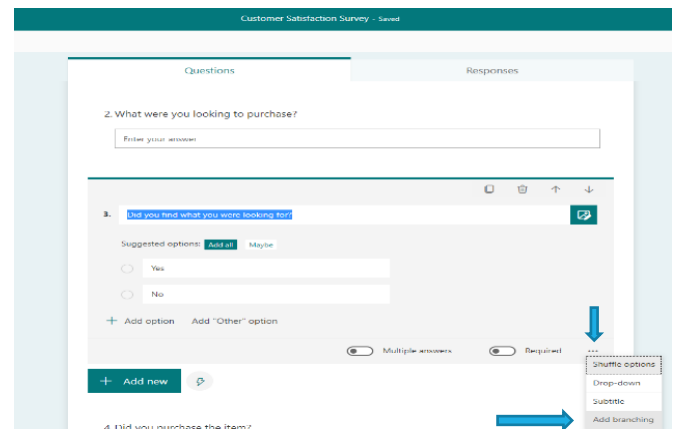 Customer Satisfaction Survey - Saved
Questions Responses
2. What were you looking to purchase?
Enter your answer
3. Did you find what you were looking for?
Suggested options: Add all Maybe
Yes
No
+ Add option Add "Other" option
Multiple answers Required ...
Shuffle options
+ Add new Drop-down
Subtitle
Add branching
4. Did you purchase the item?